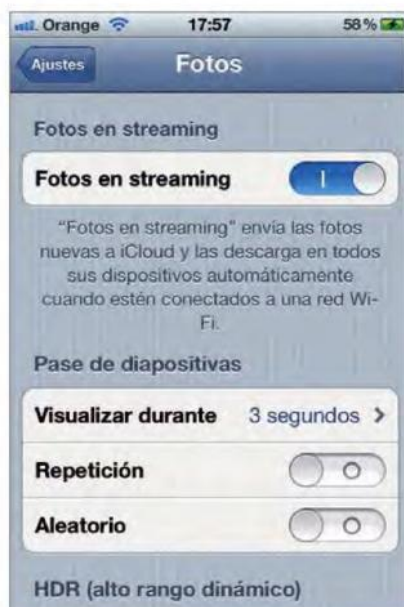 Orange 17:57 58%
Ajustes Fotos
Fotos en streaming
Fotos en streaming
“Fotos en streaming” envía las fotos
nuevas a iCloud y las descarga en todos
sus dispositivos automáticamente
cuando estén conectados a una red Wi-
Fi.
Pase de diapositivas
Visualizar durante 3 segundos
Repetición
Aleatorio
HDR (alto rango dinámico)